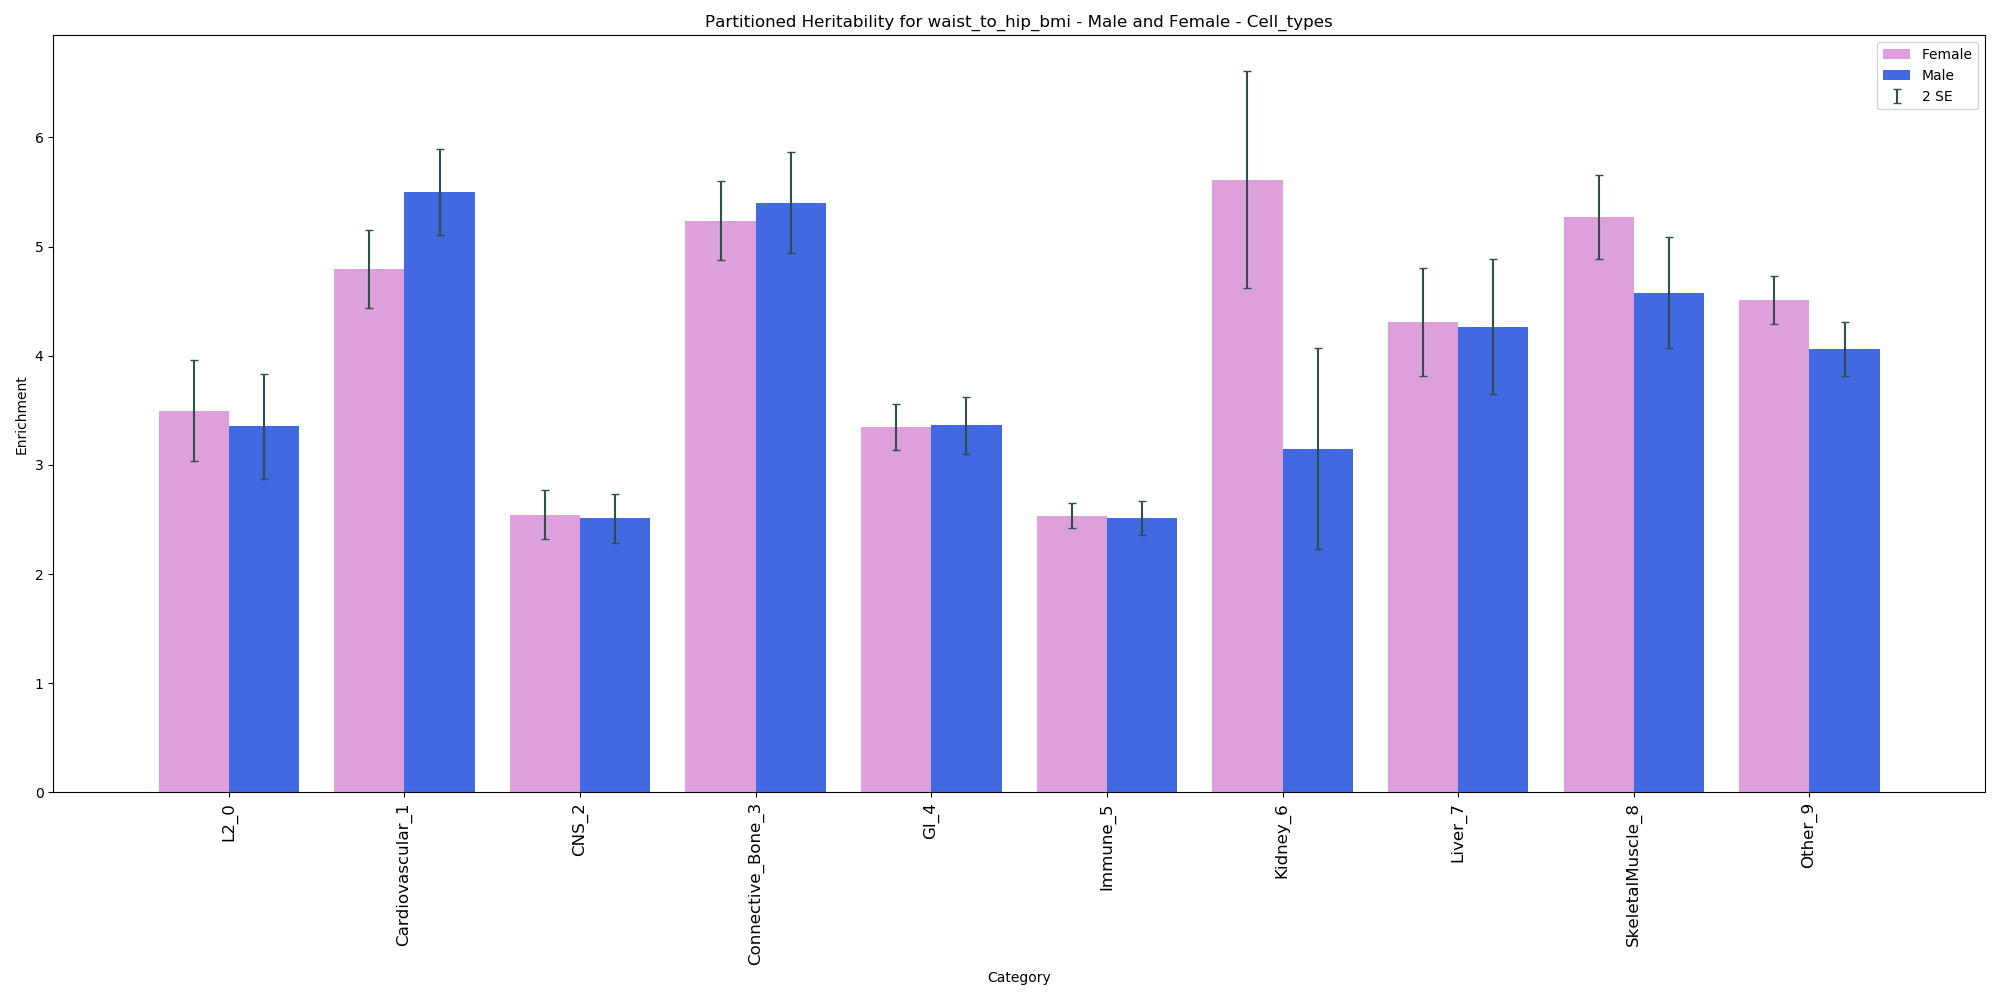 Partitioned Heritability for waist_to_hip_bmi - Male and Female - Cell_types
Female
Male
2 SE
Enrichment
6
5
4
3
2
1
0
L2_0
Cardiovascular_1
CNS_2
Connective_Bone_3
GI_4
Immune_5
Kidney_6
Liver_7
SkeletalMuscle_8
Other_9
Category